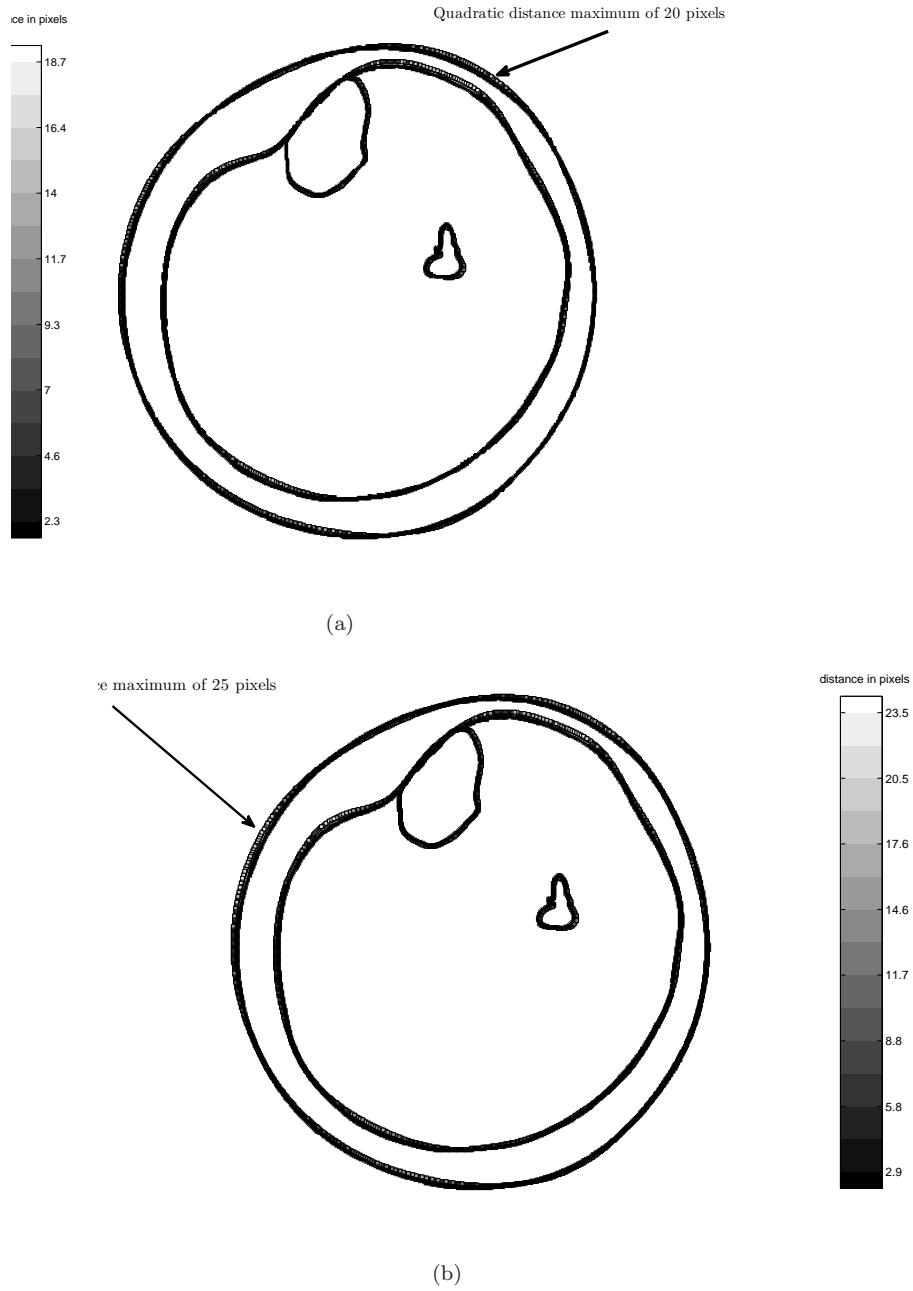 Quadratic distance maximum of 20 pixels
in pixels
18.7
16.4
14
11.7
9.3
7
4.6
2.3
(a)
maximum of 25 pixels
distance in pixels
23.5
20.5
17.6
14.6
11.7
8.8
5.8
2.9
(b)